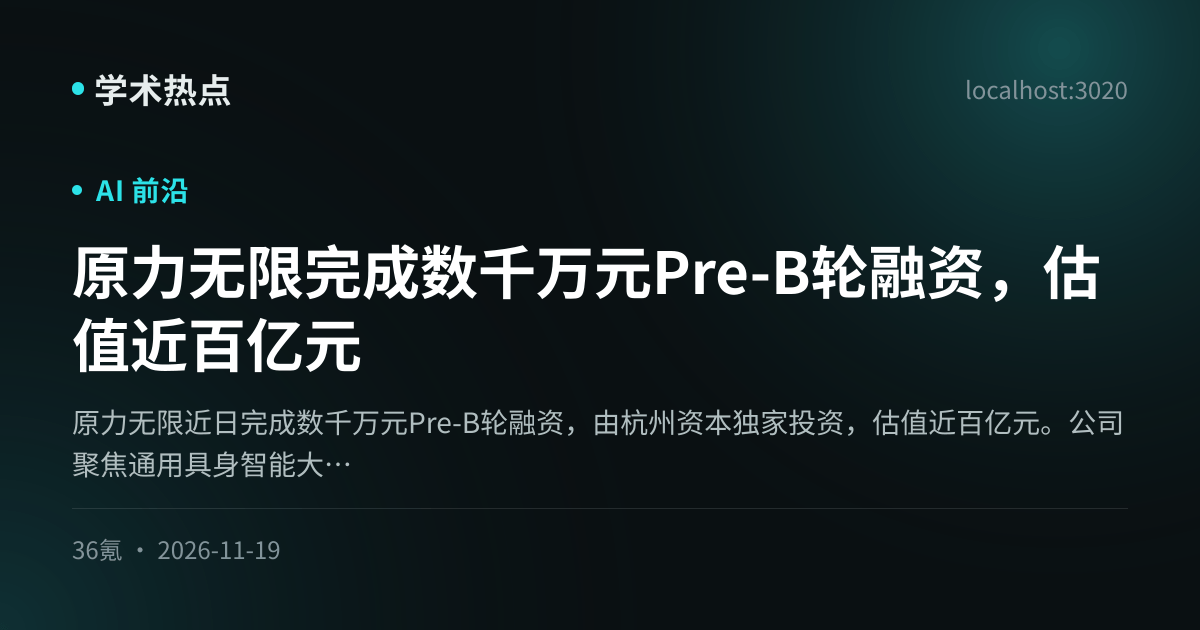 学术热点
localhost:3020
AI 前沿
原力无限完成数千万元Pre-B轮融资，估
值近百亿元
原力无限近日完成数千万元Pre-B轮融资，由杭州资本独家投资，估值近百亿元。公司
聚焦通用具身智能大…
36氪 · 2026-11-19